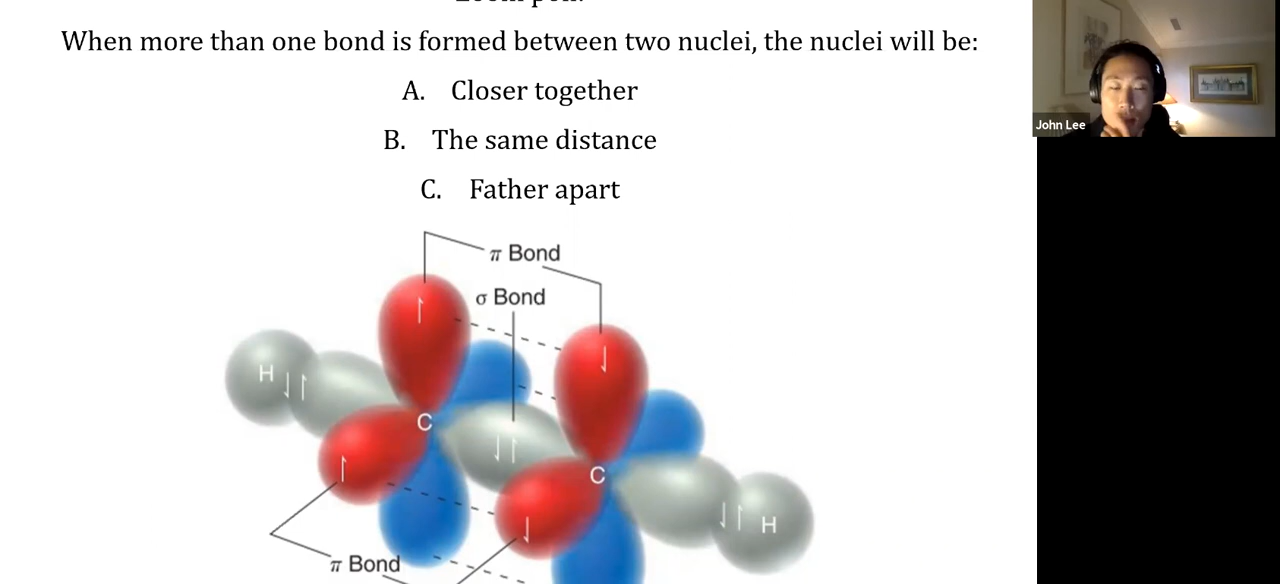 When more than one bond is formed between two nuclei, the nuclei will be:
A. Closer together
B. The same distance
C. Father apart
π Bond
σ Bond
H
C
C
H
π Bond
John Lee